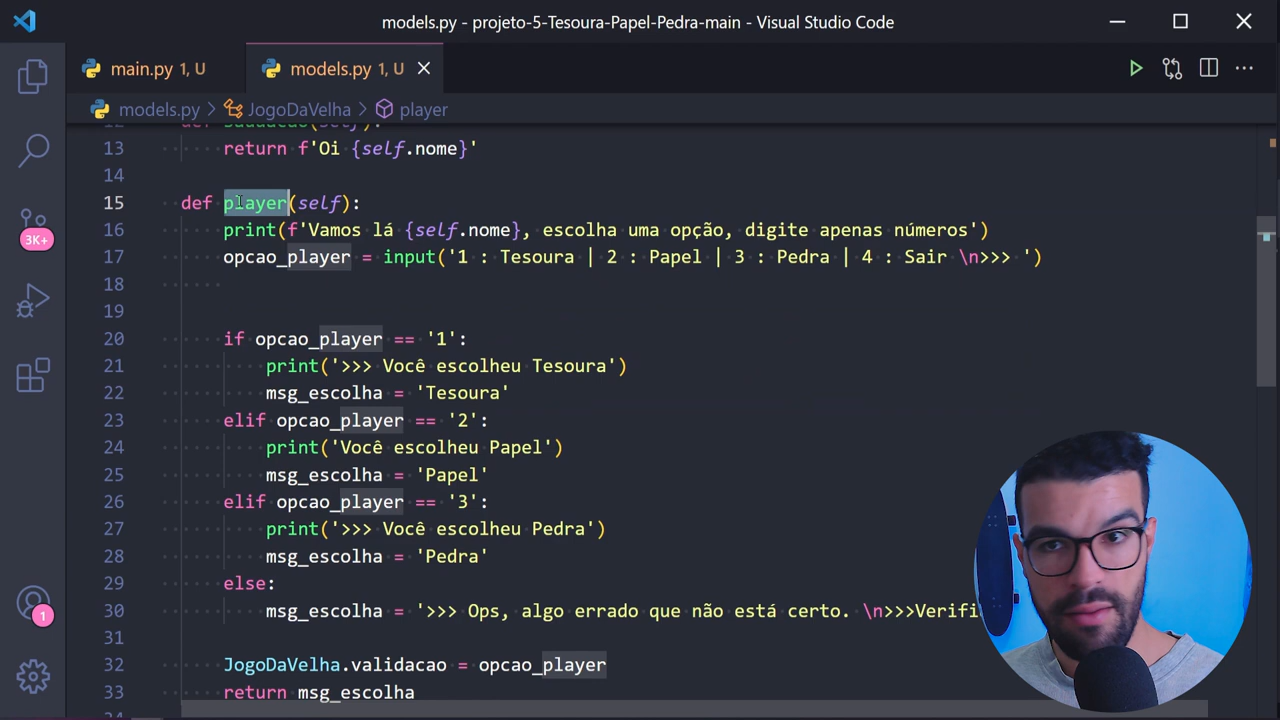 models.py - projeto-5-Tesoura-Papel-Pedra-main - Visual Studio Code
main.py 1, U
models.py 1, U
models.py > JogoDaVelha > player
13 return f'Oi {self.nome}'
14
15 def player(self):
16 print(f'Vamos lá {self.nome}, escolha uma opção, digite apenas números')
17 opcao_player = input('1 : Tesoura | 2 : Papel | 3 : Pedra | 4 : Sair \n>>> ')
18
19
20 if opcao_player == '1':
21 print('>>> Você escolheu Tesoura')
22 msg_escolha = 'Tesoura'
23 elif opcao_player == '2':
24 print('Você escolheu Papel')
25 msg_escolha = 'Papel'
26 elif opcao_player == '3':
27 print('>>> Você escolheu Pedra')
28 msg_escolha = 'Pedra'
29 else:
30 msg_escolha = '>>> Ops, algo errado que não está certo. \n>>>Verifi
31
32 JogoDaVelha.validacao = opcao_player
33 return msg_escolha
3K+
1